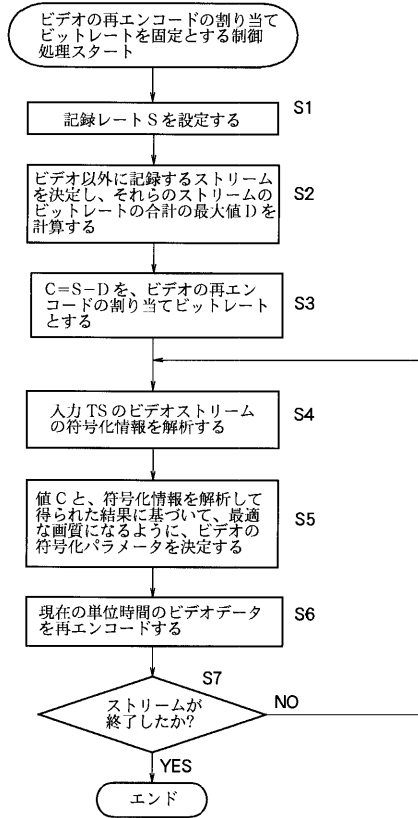 ビデオの再エンコードの割り当て
ビットレートを固定とする制御
処理スタート
S1
記録レートSを設定する
S2
ビデオ以外に記録するストリーム
を決定し、それらのストリームの
ビットレートの合計の最大値Dを
計算する
S3
C=S−Dを、ビデオの再エン
コードの割り当てビットレート
とする
S4
入力TSのビデオストリーム
の符号化情報を解析する
S5
値Cと、符号化情報を解析して
得られた結果に基づいて、最適
な画質になるように、ビデオの
符号化パラメータを決定する
S6
現在の単位時間のビデオデータ
を再エンコードする
S7
ストリームが
終了したか?
NO
YES
エンド